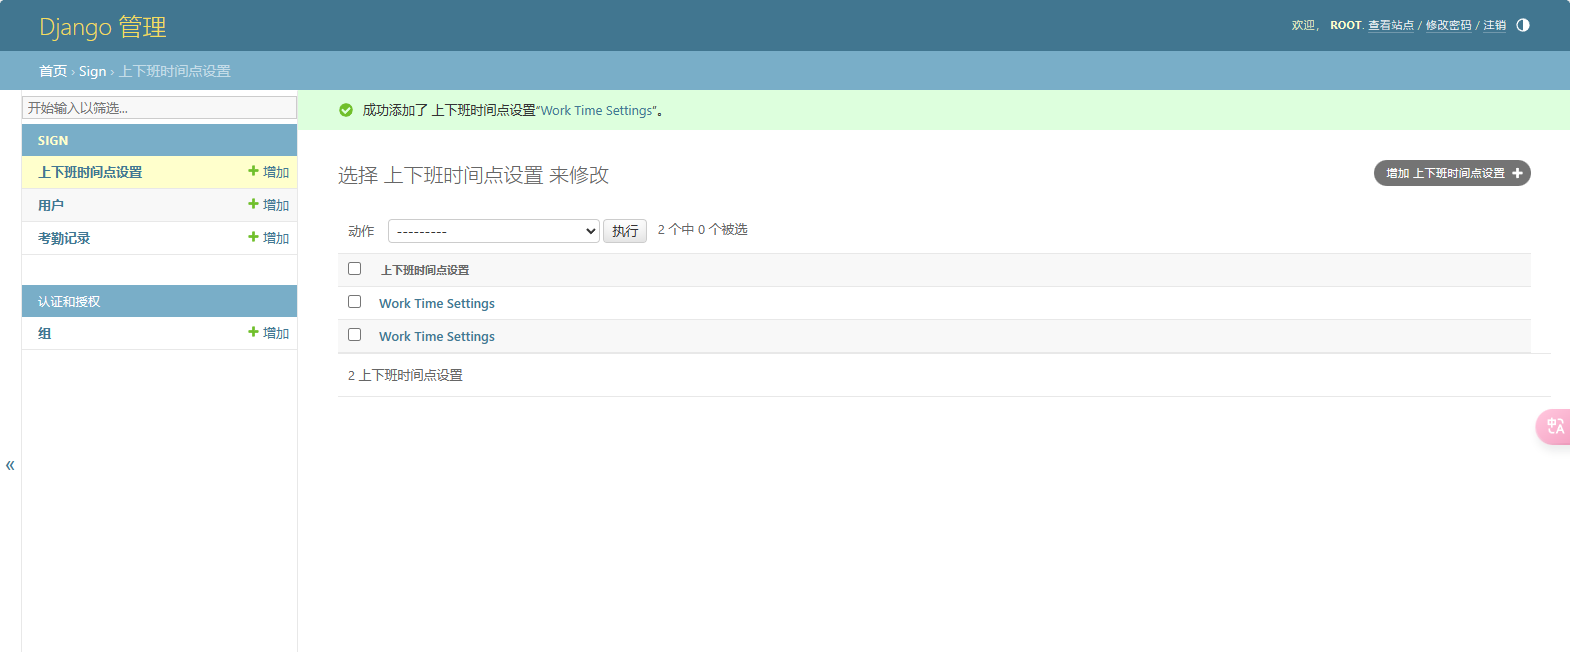 Django 管理
欢迎， ROOT. 查看站点 / 修改密码 / 注销
首页 › Sign › 上下班时间点设置
开始输入以筛选...
SIGN
上下班时间点设置 增加
用户 增加
考勤记录 增加
认证和授权
组 增加
«
成功添加了 上下班时间点设置“Work Time Settings”。
选择 上下班时间点设置 来修改
增加 上下班时间点设置
动作 --------- 执行 2 个中 0 个被选
上下班时间点设置
Work Time Settings
Work Time Settings
2 上下班时间点设置
中A